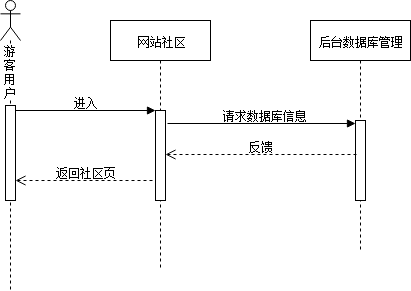 网站社区
后台数据库管理
游客用户
进入
请求数据库信息
反馈
返回社区页